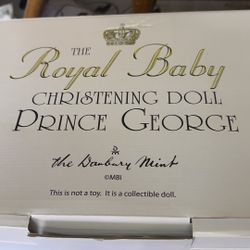 THE
Royal Baby
CHRISTENING DOLL
PRINCE GEORGE
the Danbury Mint
©MBI
This is not a toy. It is a collectible doll.